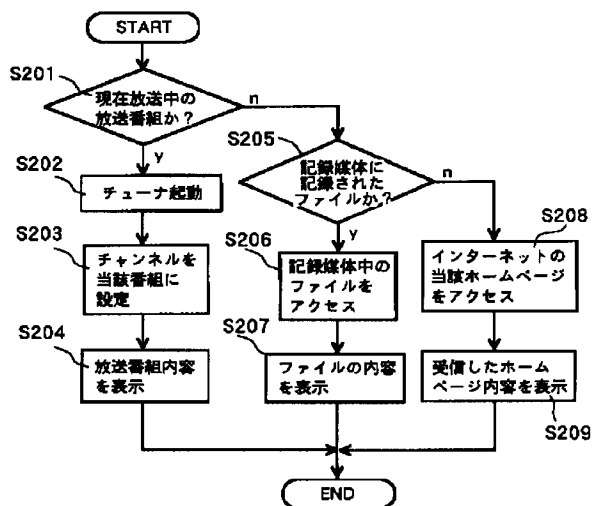 START
S201
現在放送中の
放送番組か?
n
y
S202
チューナ起動
S203
チャンネルを
当該番組に
設定
S204
放送番組内容
を表示
S205
記録媒体に
記録された
ファイルか?
n
y
S206
記録媒体中の
ファイルを
アクセス
S207
ファイルの内容
を表示
S208
インターネットの
当該ホームページ
をアクセス
受信したホーム
ページ内容を表示
S209
END